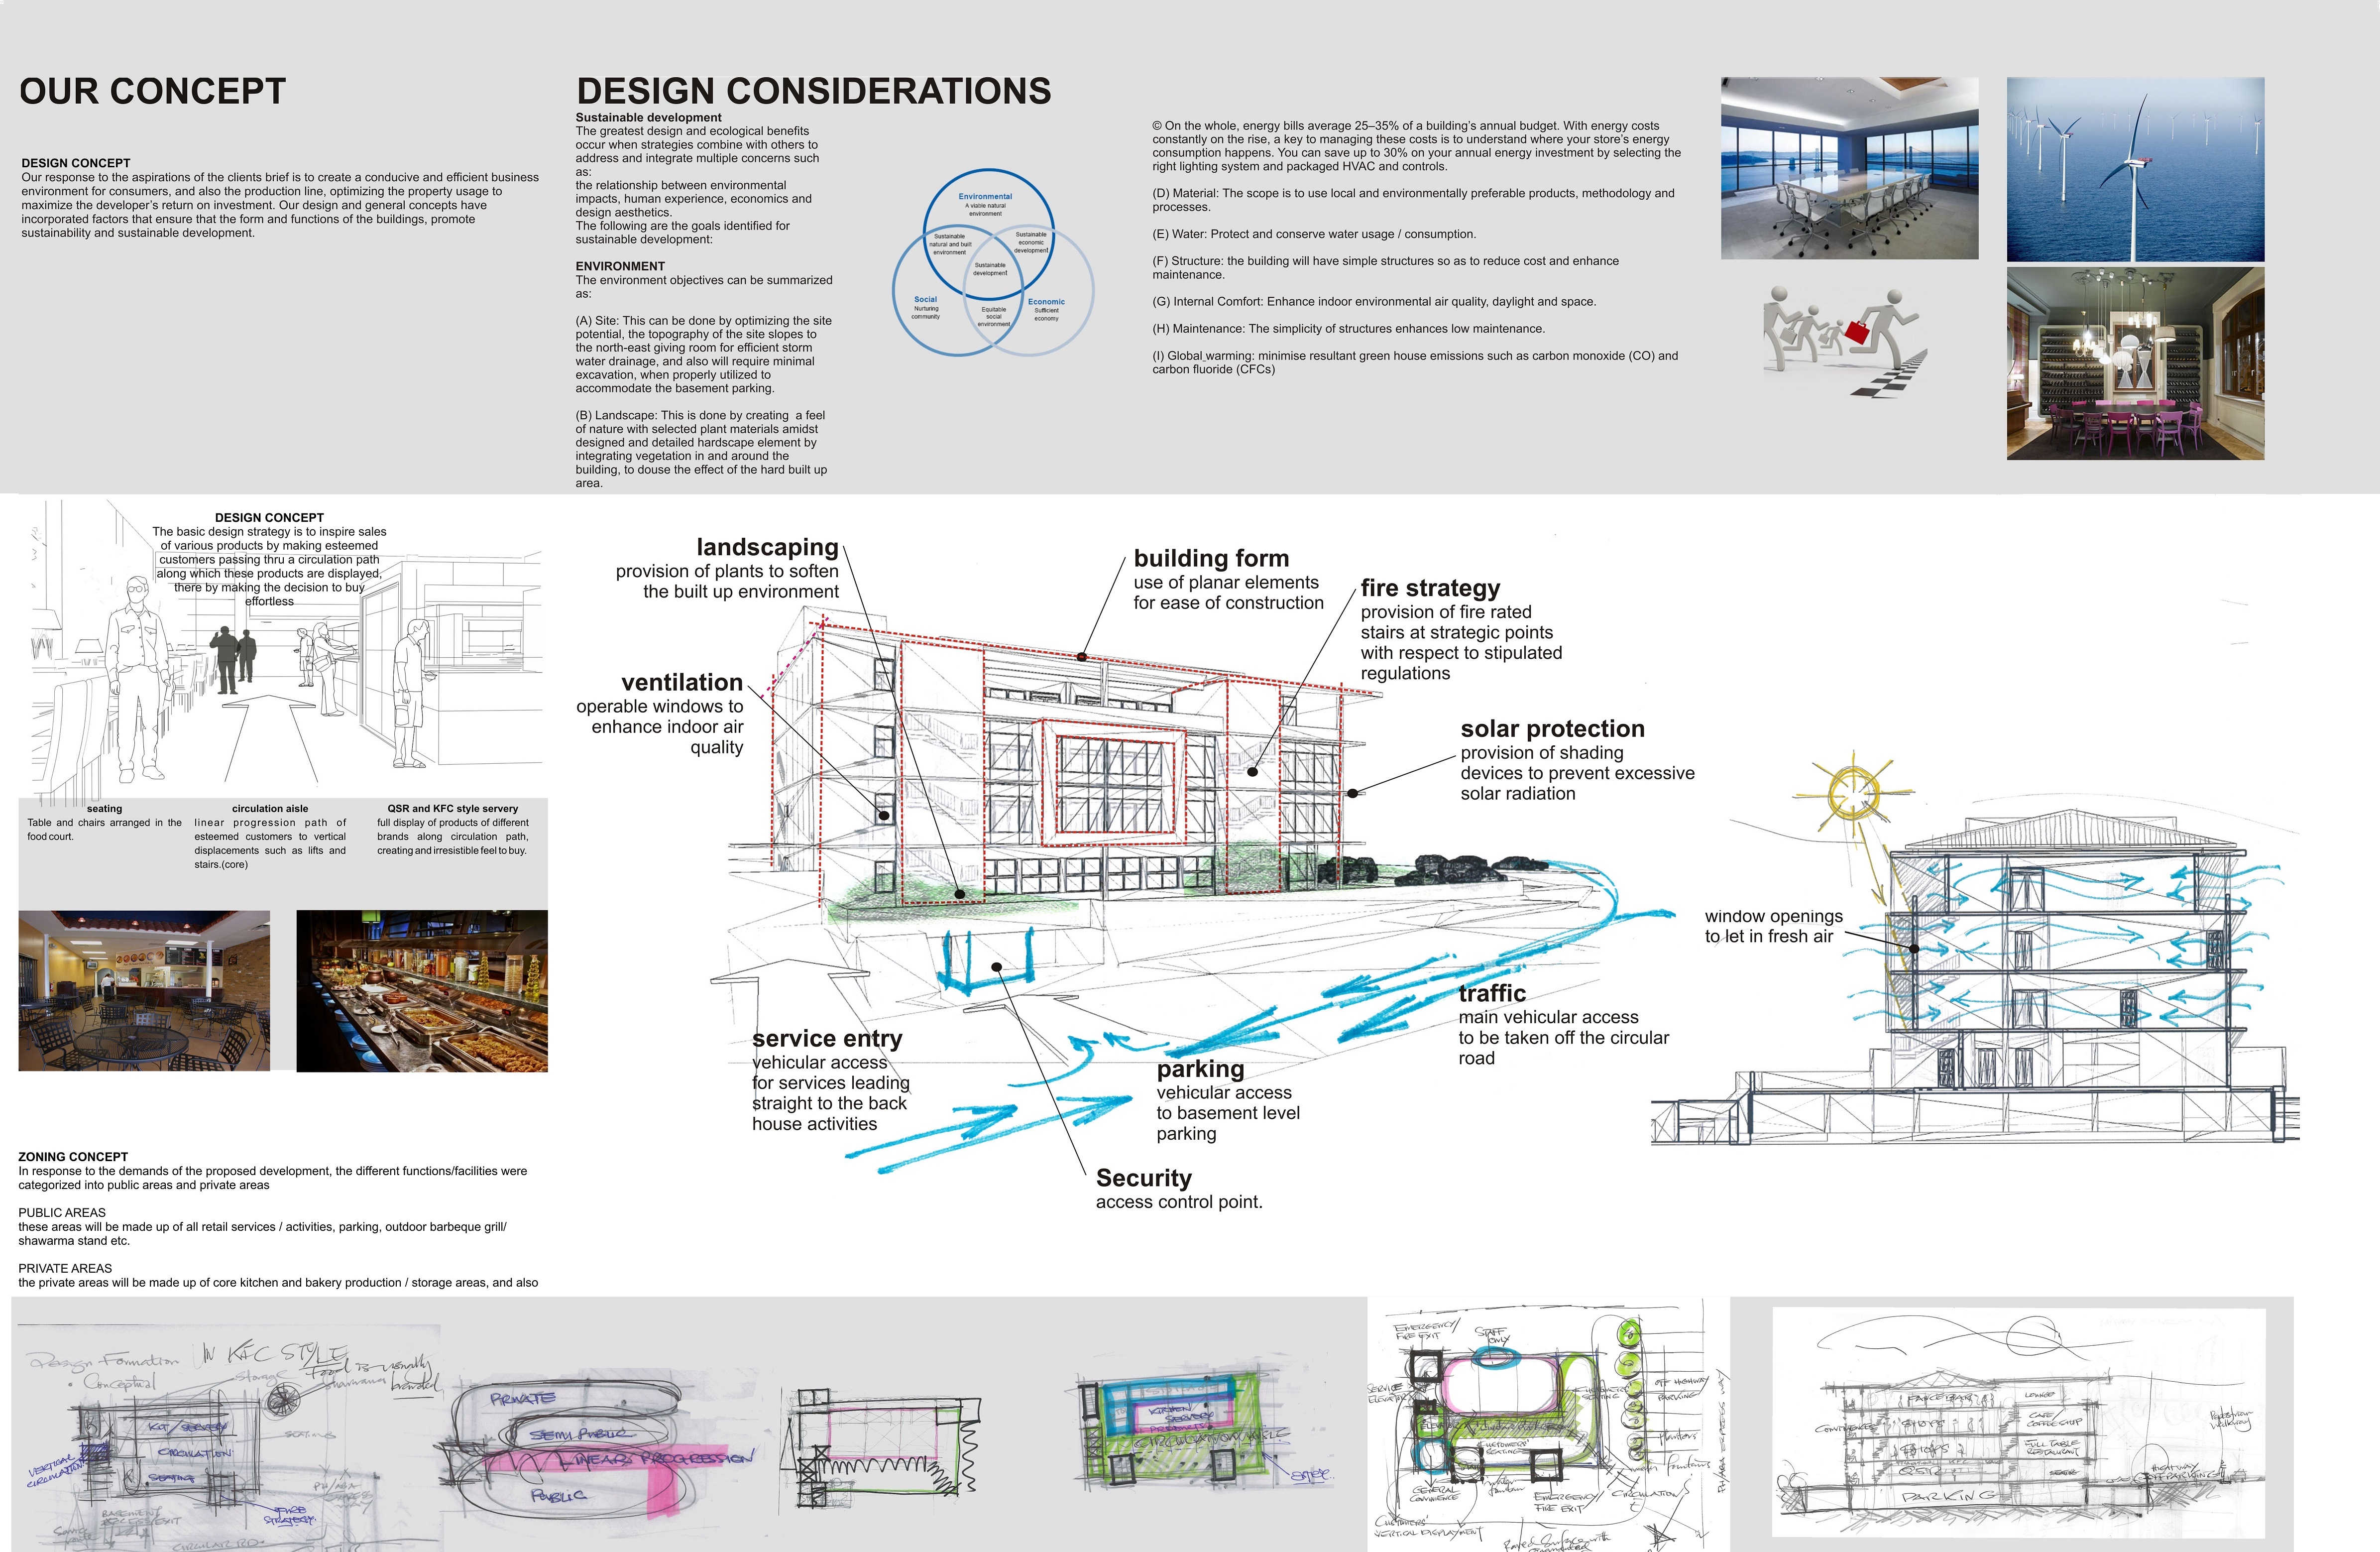 OUR CONCEPT
DESIGN CONCEPT
Our response to the aspirations of the clients brief is to create a conducive and efficient business
environment for consumers, and also the production line, optimizing the property usage to
maximize the developer's return on investment. Our design and general concepts have
incorporated factors that ensure that the form and functions of the buildings, promote
sustainability and sustainable development.
DESIGN CONSIDERATIONS
Sustainable development
The greatest design and ecological benefits
occur when strategies combine with others to
address and integrate multiple concerns such
as:
the relationship between environmental
impacts, human experience, economics and
design aesthetics.
The following are the goals identified for
sustainable development:
ENVIRONMENT
The environment objectives can be summarized
as:
(A) Site: This can be done by optimizing the site
potential, the topography of the site slopes to
the north-east giving room for efficient storm
water drainage, and also will require minimal
excavation, when properly utilized to
accommodate the basement parking.
(B) Landscape: This is done by creating  a feel
of nature with selected plant materials amidst
designed and detailed hardscape element by
integrating vegetation in and around the
building, to douse the effect of the hard built up
area.
Environmental
A viable natural
environment
Sustainable
natural and built
environment
Sustainable
economic
development
Sustainable
development
Social
Nurturing
community
Equitable
social
environment
Economic
Sufficient
economy
© On the whole, energy bills average 25–35% of a building's annual budget. With energy costs
constantly on the rise, a key to managing these costs is to understand where your store's energy
consumption happens. You can save up to 30% on your annual energy investment by selecting the
right lighting system and packaged HVAC and controls.
(D) Material: The scope is to use local and environmentally preferable products, methodology and
processes.
(E) Water: Protect and conserve water usage / consumption.
(F) Structure: the building will have simple structures so as to reduce cost and enhance
maintenance.
(G) Internal Comfort: Enhance indoor environmental air quality, daylight and space.
(H) Maintenance: The simplicity of structures enhances low maintenance.
(I) Global warming: minimise resultant green house emissions such as carbon monoxide (CO) and
carbon fluoride (CFCs)
DESIGN CONCEPT
The basic design strategy is to inspire sales
of various products by making esteemed
customers passing thru a circulation path
along which these products are displayed,
there by making the decision to buy
effortless
seating
Table and chairs arranged in the
food court.
circulation aisle
linear progression path of
esteemed customers to vertical
displacements such as lifts and
stairs.(core)
QSR and KFC style servery
full display of products of different
brands along circulation path,
creating and irresistible feel to buy.
ZONING CONCEPT
In response to the demands of the proposed development, the different functions/facilities were
categorized into public areas and private areas
PUBLIC AREAS
these areas will be made up of all retail services / activities, parking, outdoor barbeque grill/
shawarma stand etc.
PRIVATE AREAS
the private areas will be made up of core kitchen and bakery production / storage areas, and also
landscaping
provision of plants to soften
the built up environment
ventilation
operable windows to
enhance indoor air
quality
building form
use of planar elements
for ease of construction
fire strategy
provision of fire rated
stairs at strategic points
with respect to stipulated
regulations
solar protection
provision of shading
devices to prevent excessive
solar radiation
service entry
vehicular access
for services leading
straight to the back
house activities
traffic
main vehicular access
to be taken off the circular
road
parking
vehicular access
to basement level
parking
Security
access control point.
window openings
to let in fresh air
Design Formation
• Conceptual
IN KFC STYLE
Food is usually
branded
Storage
KIT/SERVERY
CIRCULATION
SEATING
SEATING
VERTICAL
CIRCULATION
FIRE
STRATEGY
BASEMENT
ACCESS/EXIT
CIRCULAR RD
PRIVATE
SEMI PUBLIC
LINEAR PROGRESSION
PUBLIC
KITCHEN
SERVERY
CIRCULATION AISLE
EMERGENCY/
FIRE EXIT
STAFF
ONLY
SERVICE
ELEVATOR
OFF HIGHWAY
PARKING
Planters
CUSTOMERS'
SEATING
GENERAL
CONVENIENCE
EMERGENCY/
FIRE EXIT
CIRCULATION
CUSTOMERS'
VERTICAL DISPLAYMENT
Paved Surface with
LOUNGE
CONVENIENCES
SHOPS
CAFE/
COFFEE SHOP
SHOPS
FULL TABLE
RESTAURANT
QSR
Pedestrian
walkway
HIGHWAY
PARKING
PARKING